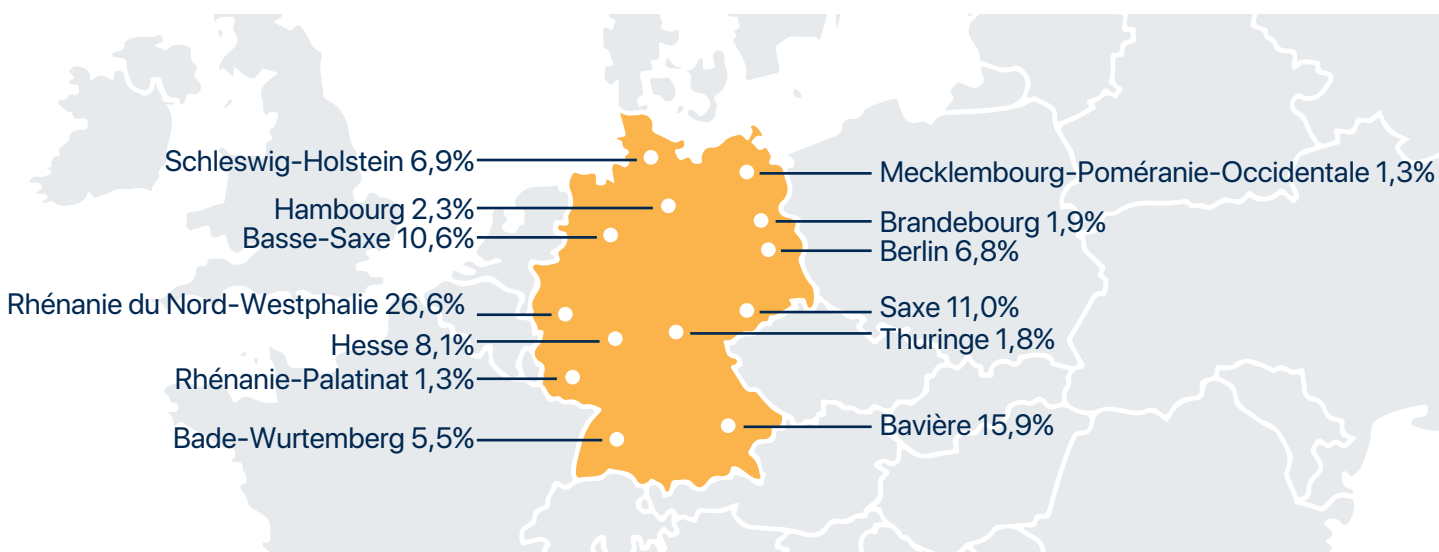 Schleswig-Holstein 6,9%
Hambourg 2,3%
Basse-Saxe 10,6%
Rhénanie du Nord-Westphalie 26,6%
Hesse 8,1%
Rhénanie-Palatinat 1,3%
Bade-Wurtemberg 5,5%
Mecklembourg-Poméranie-Occidentale 1,3%
Brandebourg 1,9%
Berlin 6,8%
Saxe 11,0%
Thuringe 1,8%
Bavière 15,9%